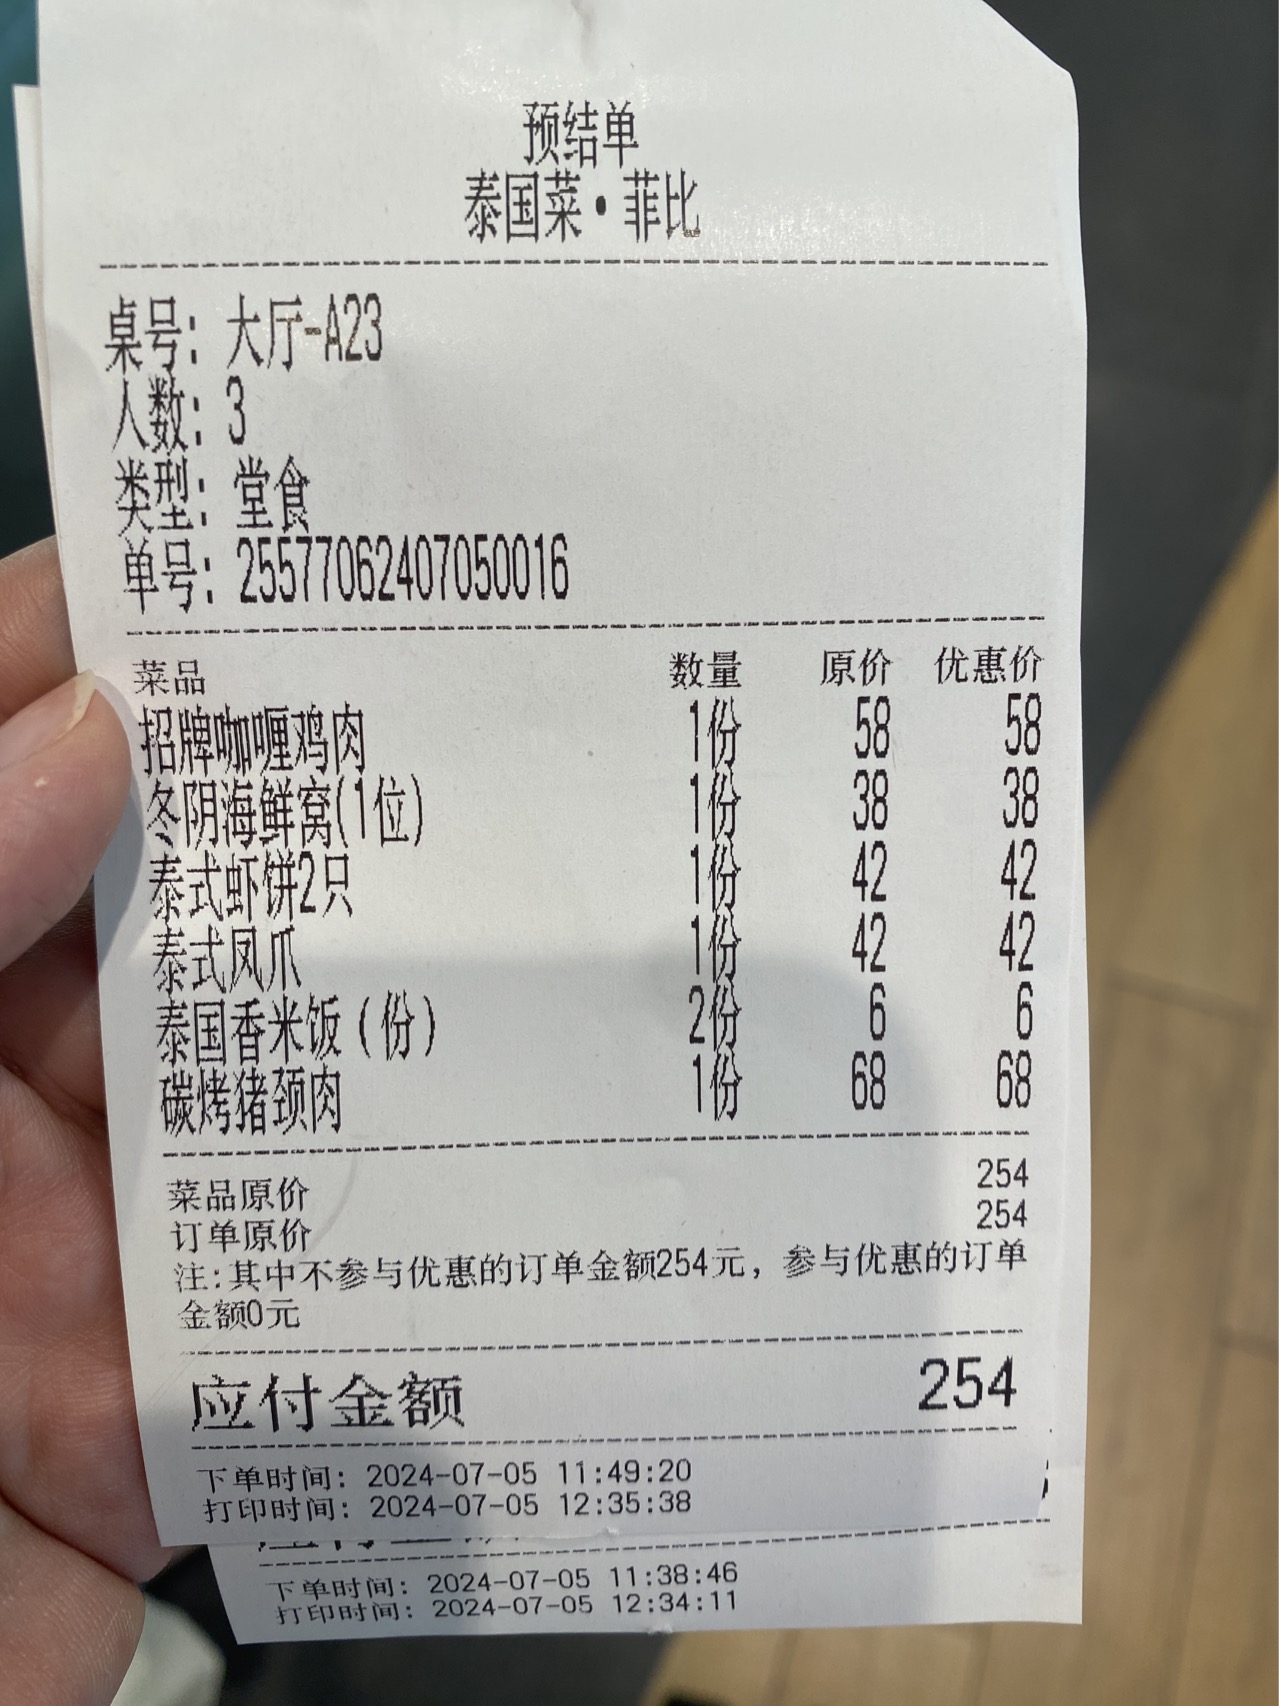 预结单
泰国菜·菲比
桌号: 大厅-A23
人数: 3
类型: 堂食
单号: 25577062407050016
菜品 数量 原价 优惠价
招牌咖喱鸡肉 1份 58 58
冬阴海鲜窝(1位) 1份 38 38
泰式虾饼2只 1份 42 42
泰式凤爪 1份 42 42
泰国香米饭(份) 2份 6 6
碳烤猪颈肉 1份 68 68
菜品原价 254
订单原价 254
注:其中不参与优惠的订单金额254元, 参与优惠的订单
金额0元
应付金额 254
下单时间: 2024-07-05 11:49:20
打印时间: 2024-07-05 12:35:38
下单时间: 2024-07-05 11:38:46
打印时间: 2024-07-05 12:34:11